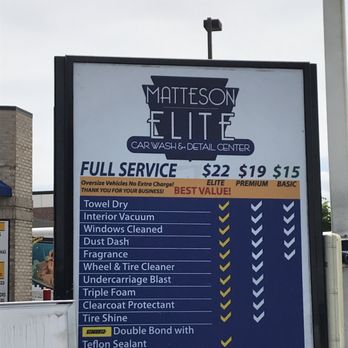 MATTESON
ELITE
CAR WASH & DETAIL CENTER
FULL SERVICE $22 $19 $15
ELITE PREMIUM BASIC
Oversize Vehicles No Extra Charge!
THANK YOU FOR YOUR BUSINESS! BEST VALUE!
Towel Dry
Interior Vacuum
Windows Cleaned
Dust Dash
Fragrance
Wheel & Tire Cleaner
Undercarriage Blast
Triple Foam
Clearcoat Protectant
Tire Shine
Double Bond with
Teflon Sealant